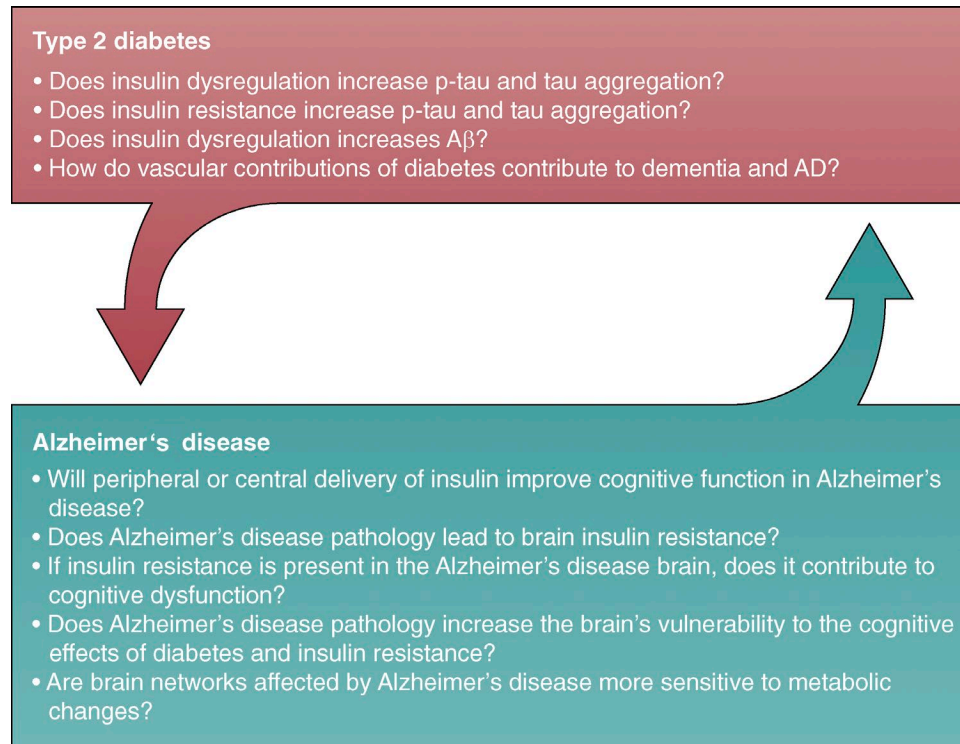 Type 2 diabetes
• Does insulin dysregulation increase p-tau and tau aggregation?
• Does insulin resistance increase p-tau and tau aggregation?
• Does insulin dysregulation increases Aβ?
• How do vascular contributions of diabetes contribute to dementia and AD?
Alzheimer‘s disease
• Will peripheral or central delivery of insulin improve cognitive function in Alzheimer’s
disease?
• Does Alzheimer’s disease pathology lead to brain insulin resistance?
• If insulin resistance is present in the Alzheimer’s disease brain, does it contribute to
cognitive dysfunction?
• Does Alzheimer’s disease pathology increase the brain’s vulnerability to the cognitive
effects of diabetes and insulin resistance?
• Are brain networks affected by Alzheimer’s disease more sensitive to metabolic
changes?